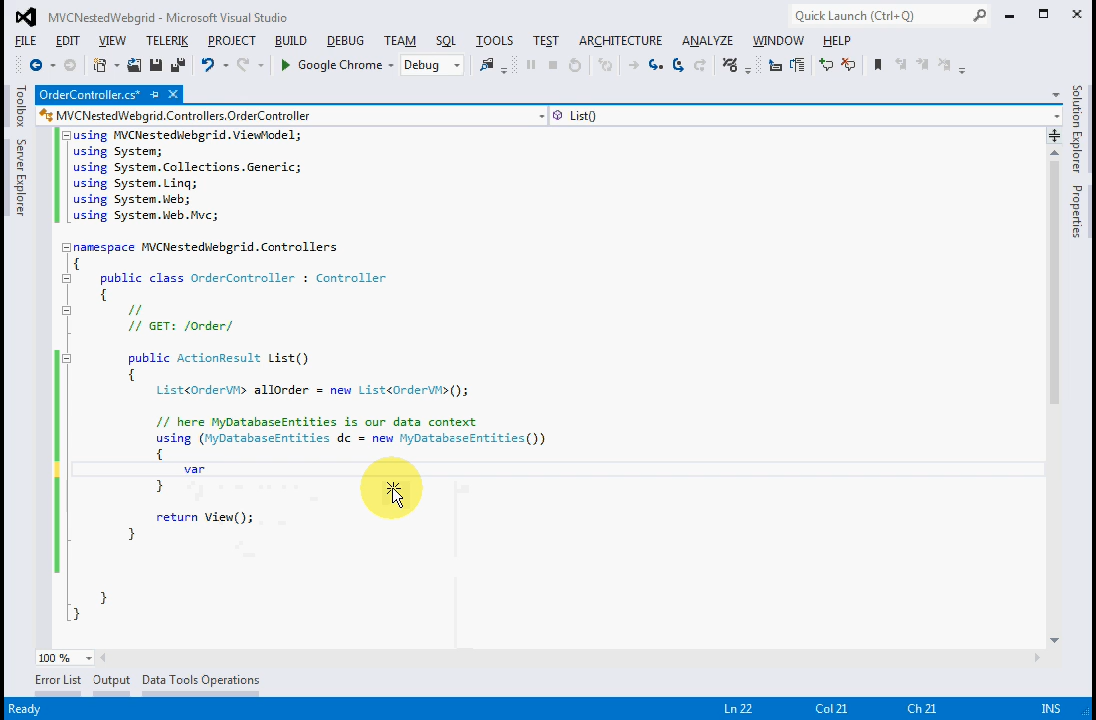 MVCNestedWebgrid - Microsoft Visual Studio
Quick Launch (Ctrl+Q)
FILE EDIT VIEW TELERIK PROJECT BUILD DEBUG TEAM SQL TOOLS TEST ARCHITECTURE ANALYZE WINDOW HELP
Google Chrome Debug
Toolbox
Server Explorer
OrderController.cs*
MVCNestedWebgrid.Controllers.OrderController List()
using MVCNestedWebgrid.ViewModel;
using System;
using System.Collections.Generic;
using System.Linq;
using System.Web;
using System.Web.Mvc;
namespace MVCNestedWebgrid.Controllers
{
public class OrderController : Controller
{
//
// GET: /Order/
public ActionResult List()
{
List<OrderVM> allOrder = new List<OrderVM>();
// here MyDatabaseEntities is our data context
using (MyDatabaseEntities dc = new MyDatabaseEntities())
{
var
}
return View();
}
}
}
Solution Explorer
Properties
100 %
Error List Output Data Tools Operations
Ready Ln 22 Col 21 Ch 21 INS